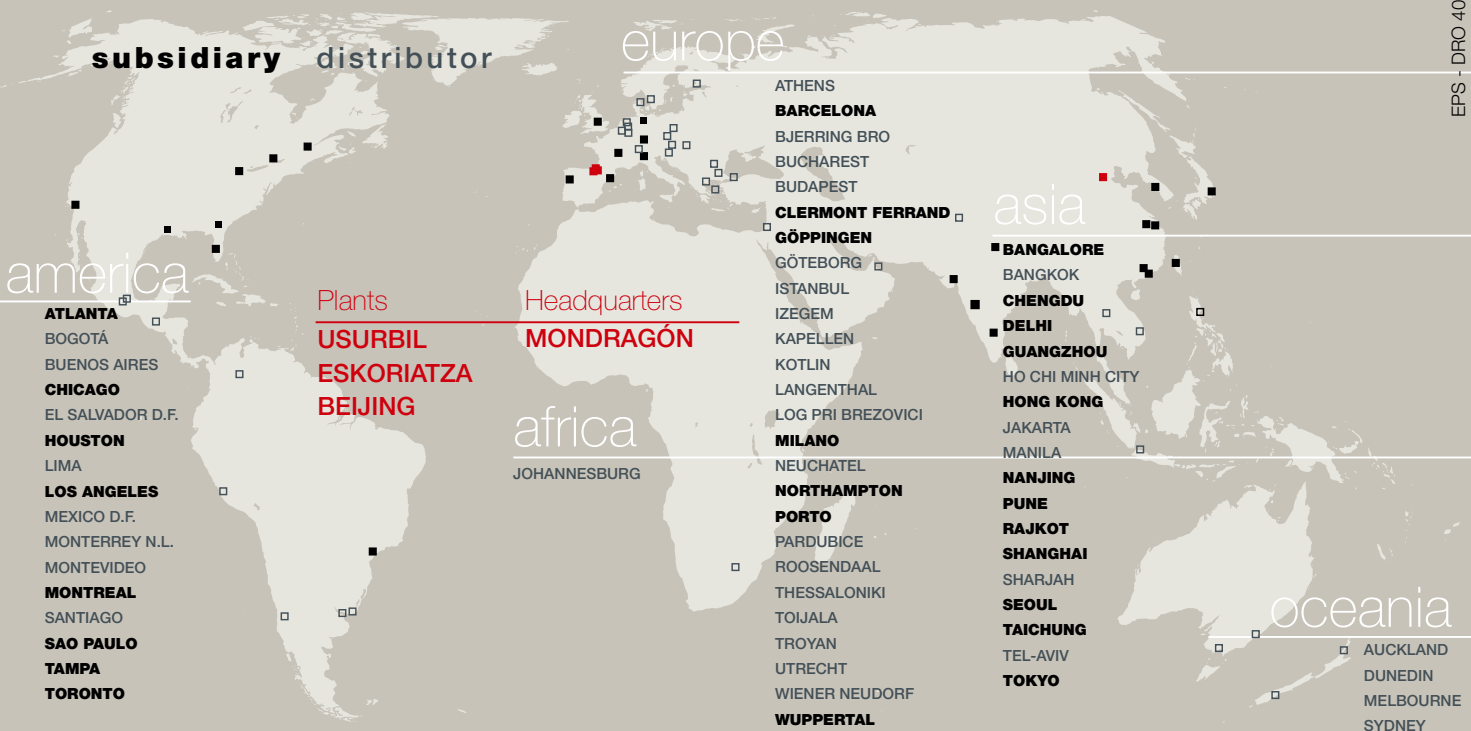 subsidiary distributor
EPS - DRO 40
america
ATLANTA
BOGOTÁ
BUENOS AIRES
CHICAGO
EL SALVADOR D.F.
HOUSTON
LIMA
LOS ANGELES
MEXICO D.F.
MONTERREY N.L.
MONTEVIDEO
MONTREAL
SANTIAGO
SAO PAULO
TAMPA
TORONTO
Plants
USURBIL
ESKORIATZA
BEIJING
Headquarters
MONDRAGÓN
africa
JOHANNESBURG
europe
ATHENS
BARCELONA
BJERRING BRO
BUCHAREST
BUDAPEST
CLERMONT FERRAND
GÖPPINGEN
GÖTEBORG
ISTANBUL
IZEGEM
KAPELLEN
KOTLIN
LANGENTHAL
LOG PRI BREZOVICI
MILANO
NEUCHATEL
NORTHAMPTON
PORTO
PARDUBICE
ROOSENDAAL
THESSALONIKI
TOIJALA
TROYAN
UTRECHT
WIENER NEUDORF
WUPPERTAL
asia
BANGALORE
BANGKOK
CHENGDU
DELHI
GUANGZHOU
HO CHI MINH CITY
HONG KONG
JAKARTA
MANILA
NANJING
PUNE
RAJKOT
SHANGHAI
SHARJAH
SEOUL
TAICHUNG
TEL-AVIV
TOKYO
oceania
AUCKLAND
DUNEDIN
MELBOURNE
SYDNEY